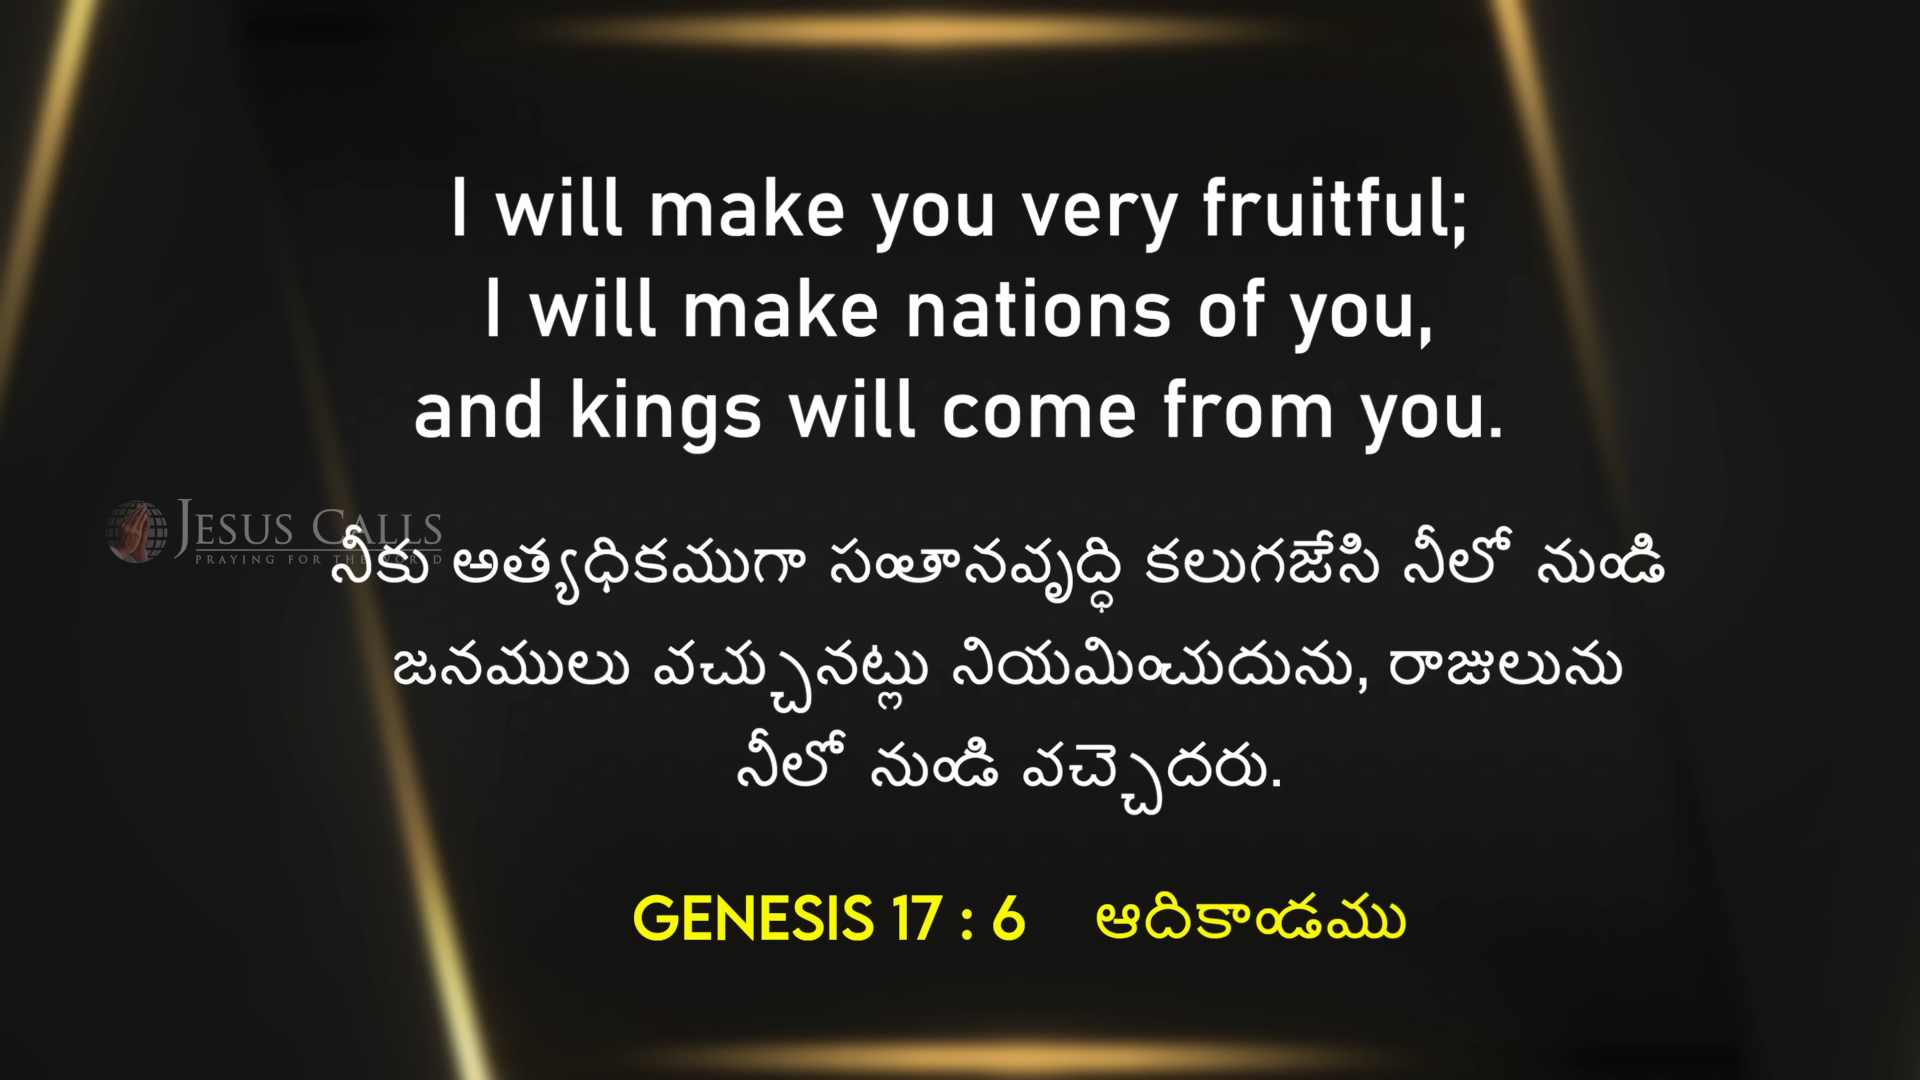 I will make you very fruitful;
I will make nations of you,
and kings will come from you.
JESUS CALLS
PRAYING FOR THE WORLD
నీకు అత్యధికముగా సంతానవృద్ధి కలుగజేసి నీలో నుండి
జనములు వచ్చునట్లు నియమించుదును, రాజులును
నీలో నుండి వచ్చెదరు.
GENESIS 17 : 6 ఆదికాండము